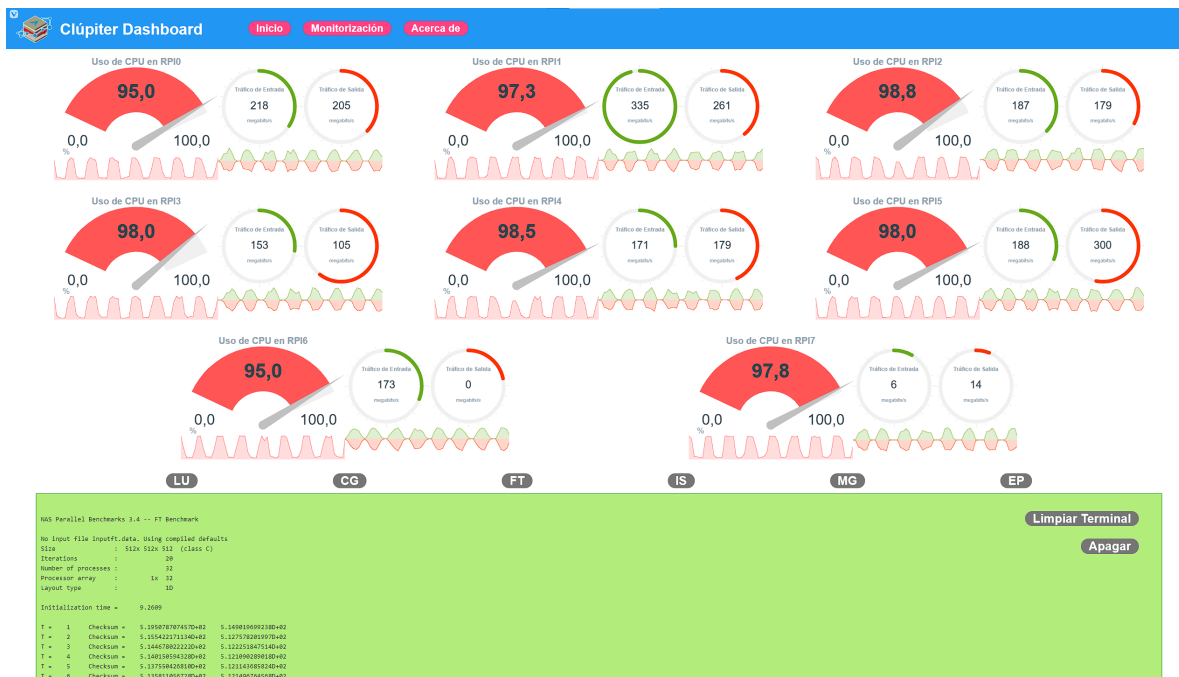 Clúpiter Dashboard
Inicio Monitorización Acerca de
Uso de CPU en RPI0
95,0
0,0 100,0
%
Tráfico de Entrada
218
megabits/s
Tráfico de Salida
205
megabits/s
Uso de CPU en RPI1
97,3
0,0 100,0
%
Tráfico de Entrada
335
megabits/s
Tráfico de Salida
261
megabits/s
Uso de CPU en RPI2
98,8
0,0 100,0
%
Tráfico de Entrada
187
megabits/s
Tráfico de Salida
179
megabits/s
Uso de CPU en RPI3
98,0
0,0 100,0
%
Tráfico de Entrada
153
megabits/s
Tráfico de Salida
105
megabits/s
Uso de CPU en RPI4
98,5
0,0 100,0
%
Tráfico de Entrada
171
megabits/s
Tráfico de Salida
179
megabits/s
Uso de CPU en RPI5
98,0
0,0 100,0
%
Tráfico de Entrada
188
megabits/s
Tráfico de Salida
300
megabits/s
Uso de CPU en RPI6
95,0
0,0 100,0
%
Tráfico de Entrada
173
megabits/s
Tráfico de Salida
0
megabits/s
Uso de CPU en RPI7
97,8
0,0 100,0
%
Tráfico de Entrada
6
megabits/s
Tráfico de Salida
14
megabits/s
LU CG FT IS MG EP
Limpiar Terminal
Apagar
NAS Parallel Benchmarks 3.4 -- FT Benchmark
No input file inputft.data. Using compiled defaults
Size : 512x 512x 512 (class C)
Iterations : 20
Number of processes : 32
Processor array : 1x 32
Layout type : 1D
Initialization time = 9.2609
T = 1 Checksum = 5.195078707457D+02 5.149019699238D+02
T = 2 Checksum = 5.155422171134D+02 5.127578201997D+02
T = 3 Checksum = 5.144678022222D+02 5.122251847514D+02
T = 4 Checksum = 5.140150594328D+02 5.121090289018D+02
T = 5 Checksum = 5.137550426810D+02 5.121143685824D+02
T = 6 Checksum = 5.135811056728D+02 5.121496764568D+02